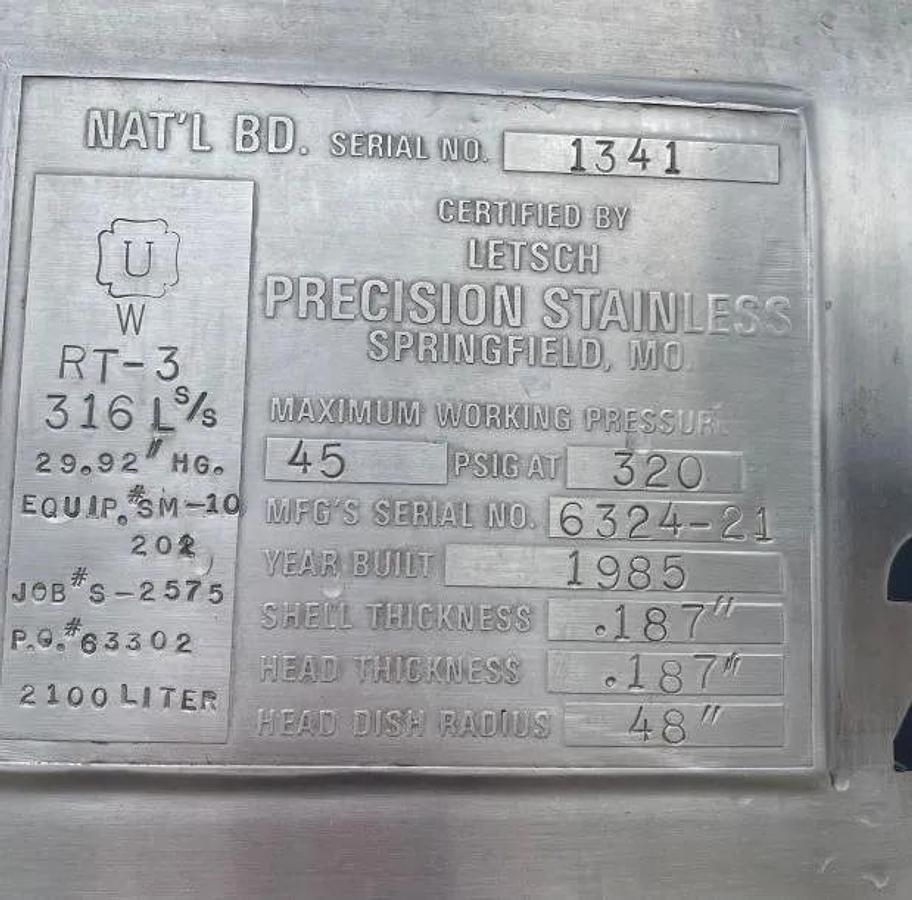 NAT'L BD. SERIAL NO. 1341
U
W
RT-3
316 L S/S
29.92" HG.
EQUIP.#SM-10
202
JOB#S-2575
P.O.#63302
2100 LITER
CERTIFIED BY
LETSCH
PRECISION STAINLESS
SPRINGFIELD, MO.
MAXIMUM WORKING PRESSURE
45 PSIG AT 320
MFG'S SERIAL NO. 6324-21
YEAR BUILT 1985
SHELL THICKNESS .187"
HEAD THICKNESS .187"
HEAD DISH RADIUS 48"